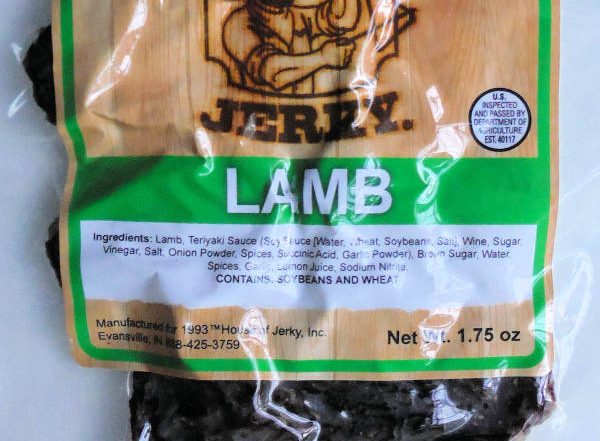 JERKY.
U.S.
INSPECTED
AND PASSED BY
DEPARTMENT OF
AGRICULTURE
EST. 40117
LAMB
Ingredients: Lamb, Teriyaki Sauce (Soy Sauce [Water, Wheat, Soybeans, Salt], Wine, Sugar,
Vinegar, Salt, Onion Powder, Spices, Succinic Acid, Garlic Powder), Brown Sugar, Water,
Spices, Garlic, Lemon Juice, Sodium Nitrite.
CONTAINS: SOYBEANS AND WHEAT
Manufactured for 1993™House of Jerky, Inc.
Evansville, IN 888-425-3759
Net Wt. 1.75 oz